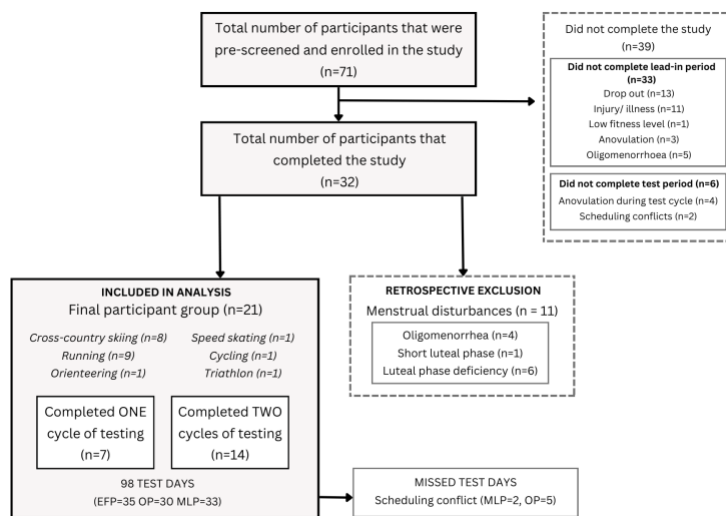 Total number of participants that were
pre-screened and enrolled in the study
(n=71)
Did not complete the study
(n=39)
Did not complete lead-in period
(n=33)
Drop out (n=13)
Injury/ illness (n=11)
Low fitness level (n=1)
Anovulation (n=3)
Oligomenorrhoea (n=5)
Did not complete test period (n=6)
Anovulation during test cycle (n=4)
Scheduling conflicts (n=2)
Total number of participants that
completed the study
(n=32)
INCLUDED IN ANALYSIS
Final participant group (n=21)
Cross-country skiing (n=8)
Running (n=9)
Orienteering (n=1)
Speed skating (n=1)
Cycling (n=1)
Triathlon (n=1)
Completed ONE
cycle of testing
(n=7)
Completed TWO
cycles of testing
(n=14)
98 TEST DAYS
(EFP=35 OP=30 MLP=33)
RETROSPECTIVE EXCLUSION
Menstrual disturbances (n = 11)
Oligomenorrhea (n=4)
Short luteal phase (n=1)
Luteal phase deficiency (n=6)
MISSED TEST DAYS
Scheduling conflict (MLP=2, OP=5)